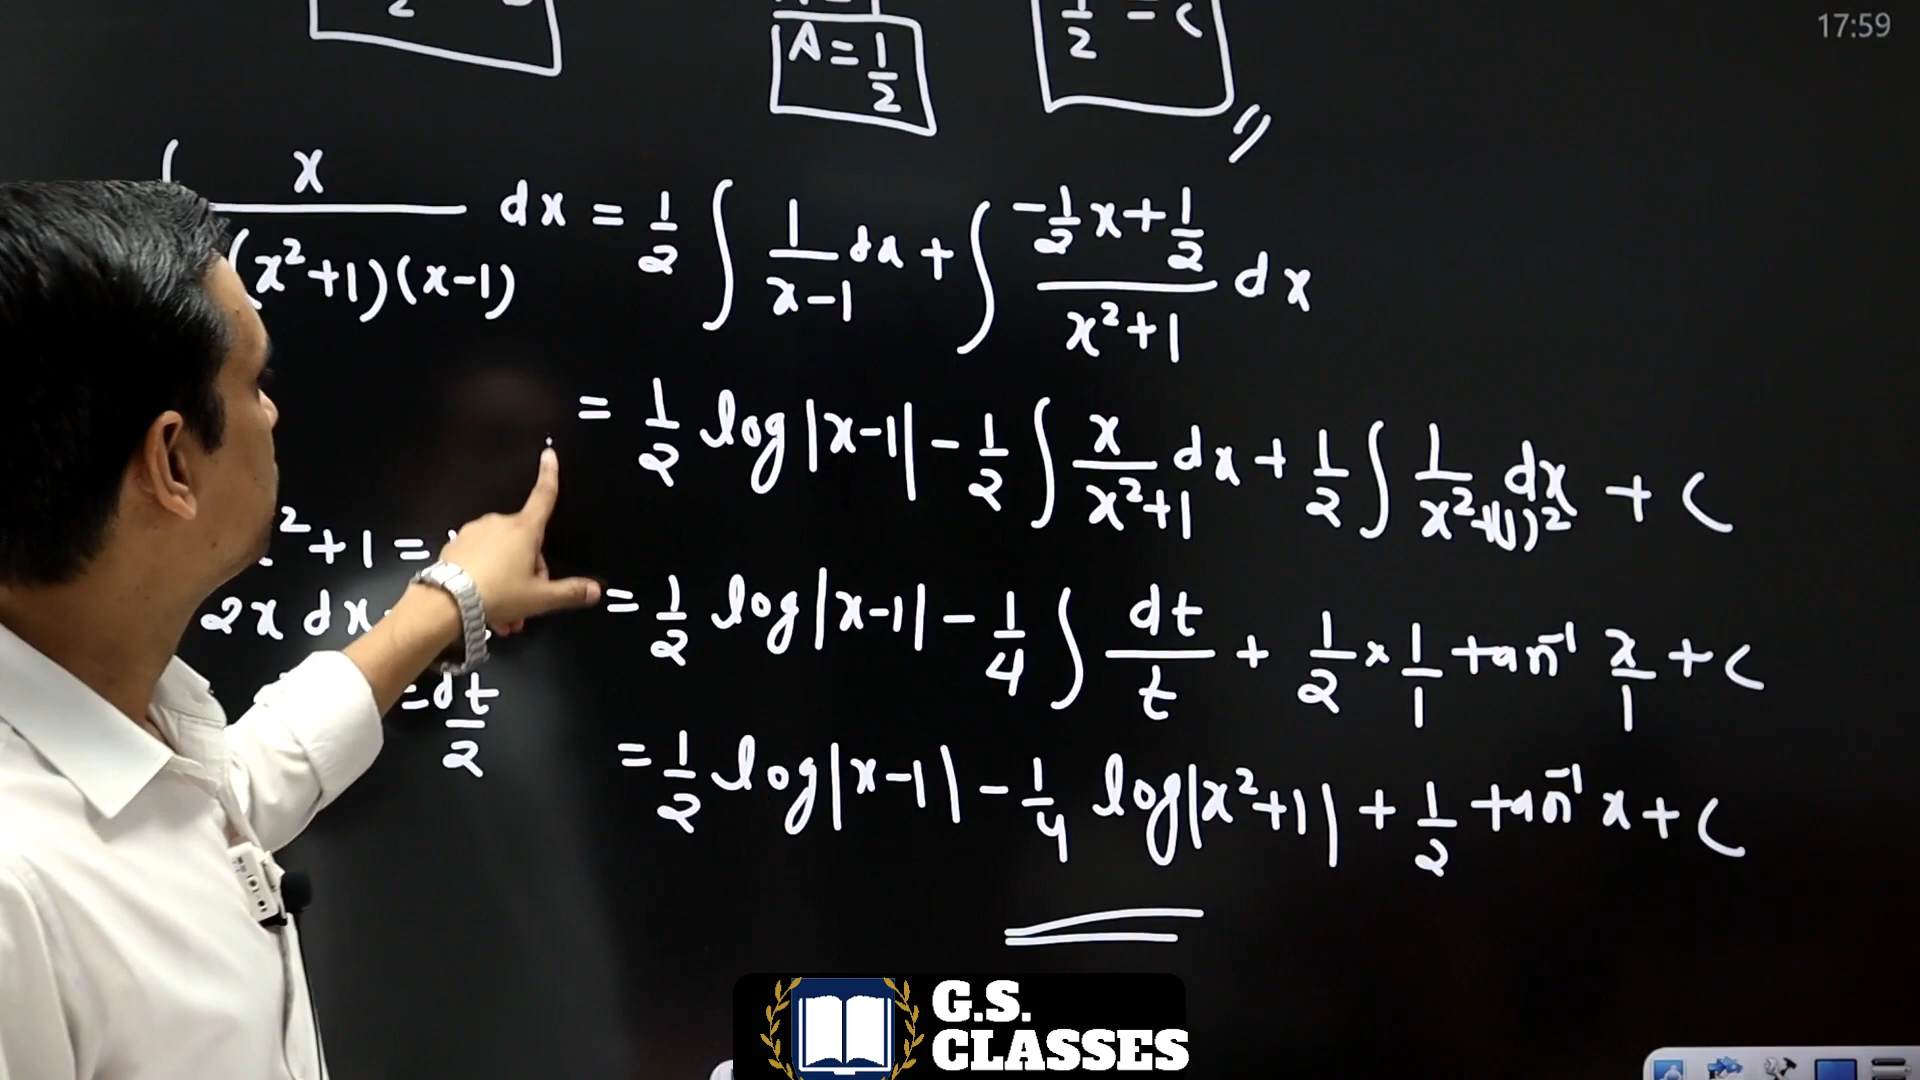 17:59
A = 1/2
1/2 = C
∫ x/(x²+1)(x-1) dx = 1/2 ∫ 1/(x-1) dx + ∫ (-1/2 x + 1/2)/(x²+1) dx
= 1/2 log|x-1| - 1/2 ∫ x/(x²+1) dx + 1/2 ∫ 1/(x²+(1)²) dx + C
²+1 =
2x dx
= 1/2 log|x-1| - 1/4 ∫ dt/t + 1/2 × 1/1 tan⁻¹ x/1 + C
= dt/2
= 1/2 log|x-1| - 1/4 log|x²+1| + 1/2 tan⁻¹ x + C
G.S.
CLASSES